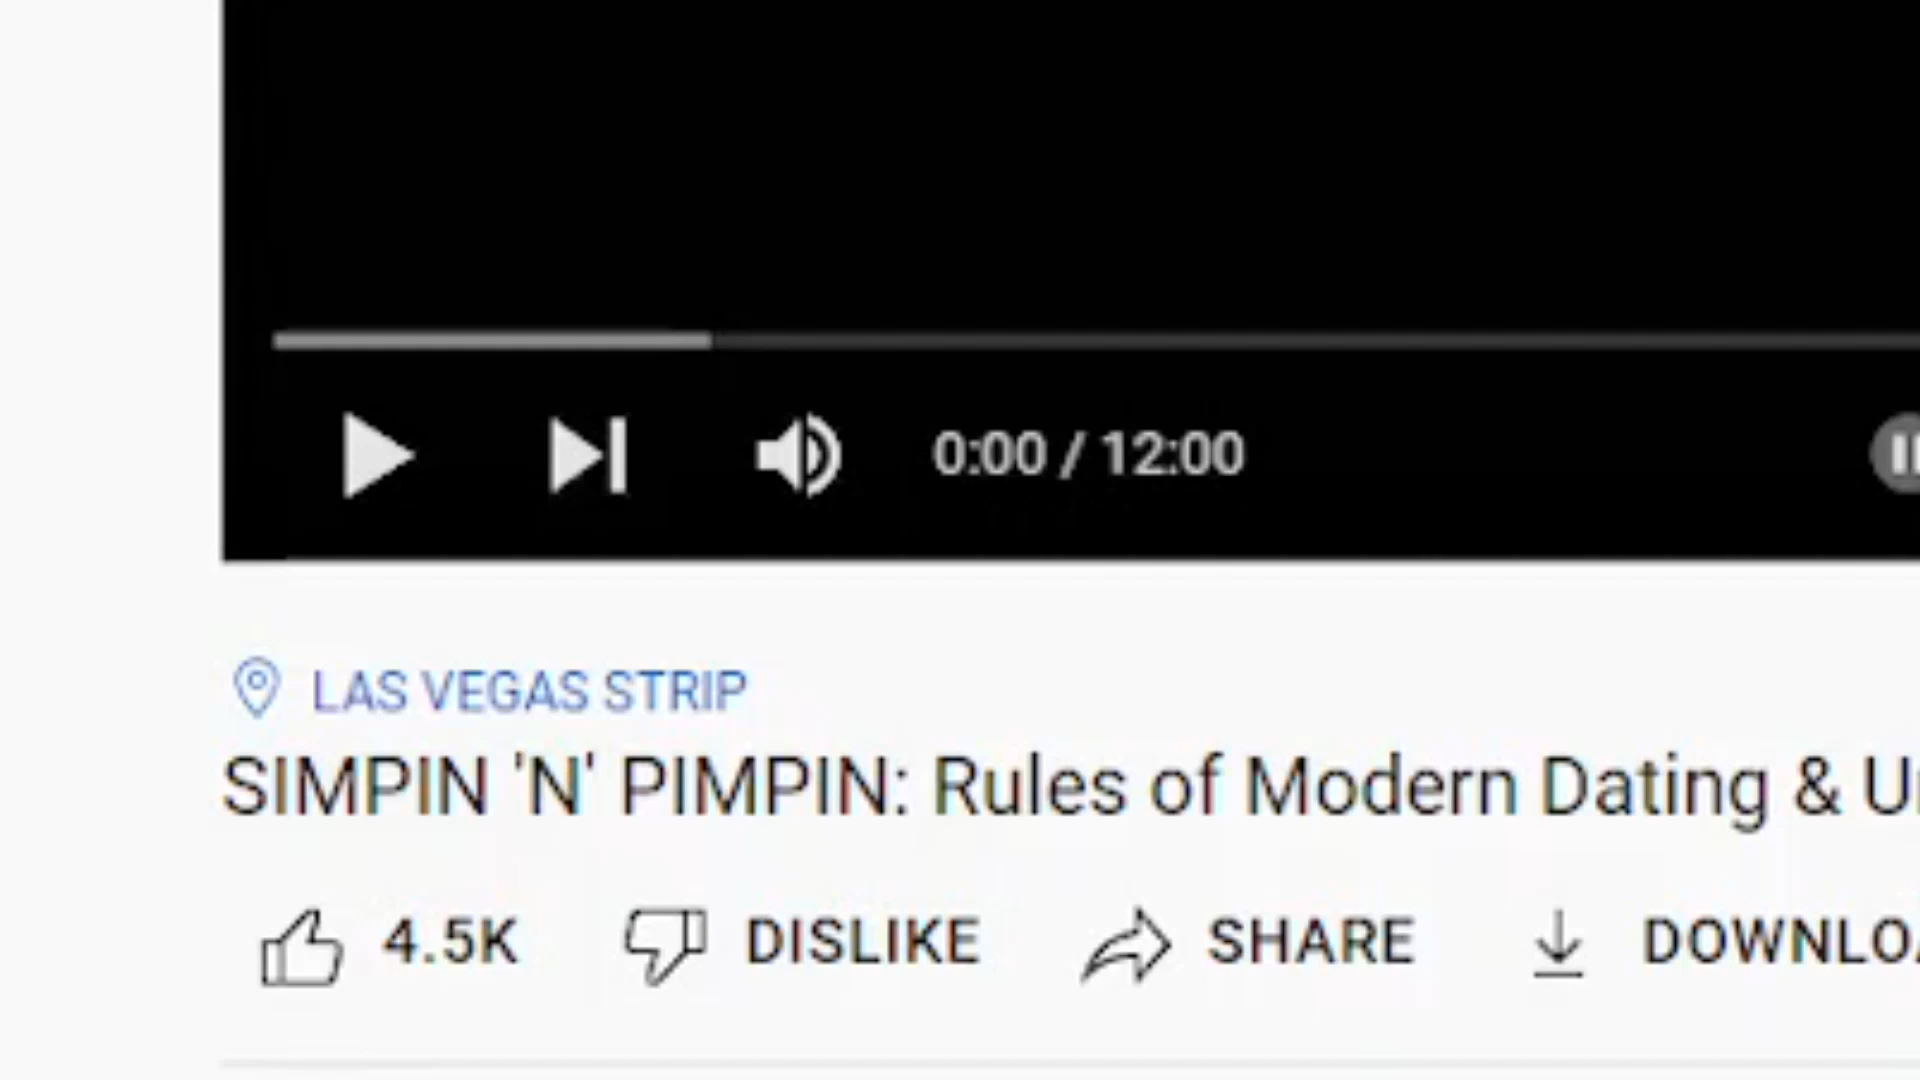 0:00 / 12:00
LAS VEGAS STRIP
SIMPIN 'N' PIMPIN: Rules of Modern Dating &
4.5K DISLIKE SHARE